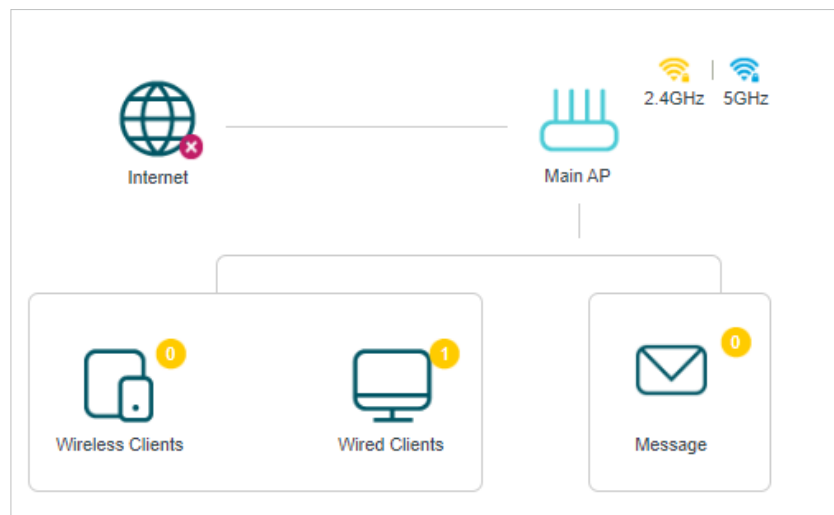 2.4GHz 5GHz
Internet
Main AP
0
1
0
Wireless Clients
Wired Clients
Message